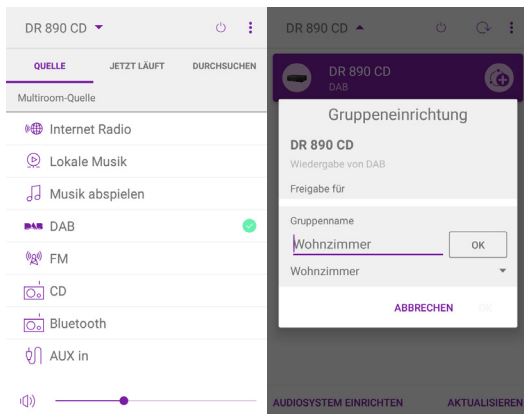 DR 890 CD
QUELLE JETZT LÄUFT DURCHSUCHEN
Multiroom-Quelle
Internet Radio
Lokale Musik
Musik abspielen
DAB DAB
FM
CD
Bluetooth
AUX in
DR 890 CD
DR 890 CD
DAB
Gruppeneinrichtung
DR 890 CD
Wiedergabe von DAB
Freigabe für
Gruppenname
Wohnzimmer OK
Wohnzimmer
ABBRECHEN OK
AUDIOSYSTEM EINRICHTEN AKTUALISIEREN